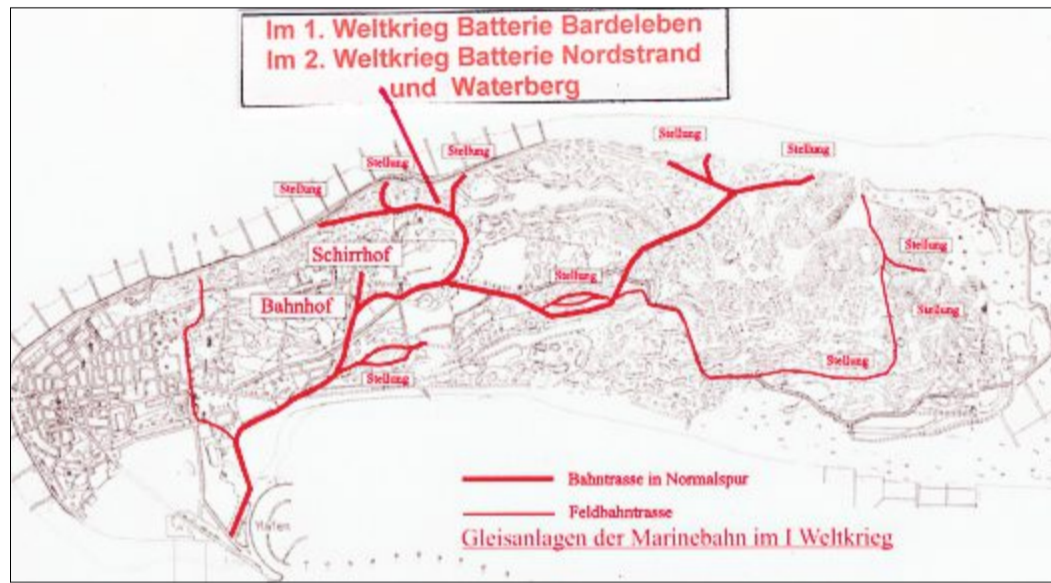 Im 1. Weltkrieg Batterie Bardeleben
Im 2. Weltkrieg Batterie Nordstrand
und Waterberg
Stellung
Stellung
Stellung
Stellung
Stellung
Stellung
Schirrhof
Bahnhof
Stellung
Stellung
Stellung
Stellung
Stellung
Bahntrasse in Normalspur
Feldbahntrasse
Gleisanlagen der Marinebahn im I Weltkrieg
Hafen